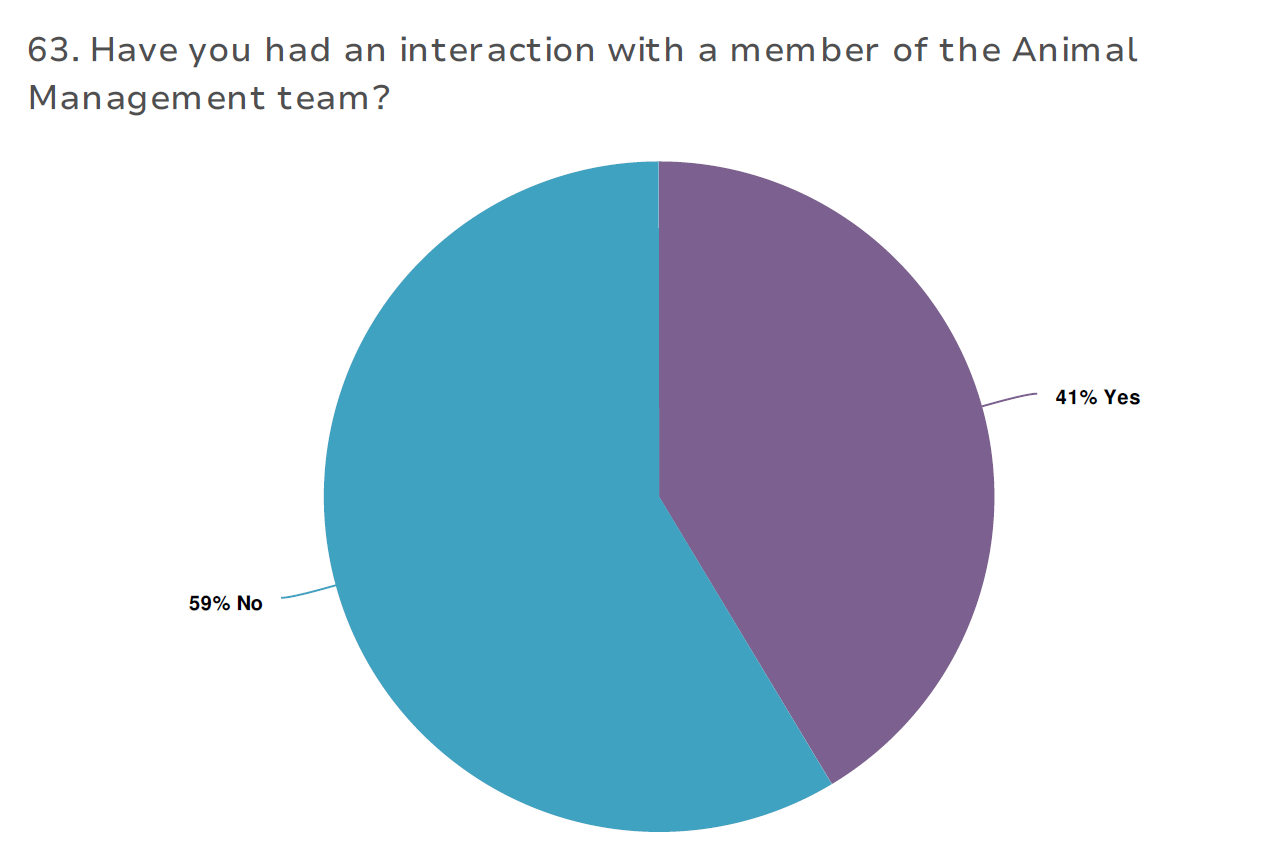 63. Have you had an interaction with a member of the Animal
Management team?
41% Yes
59% No